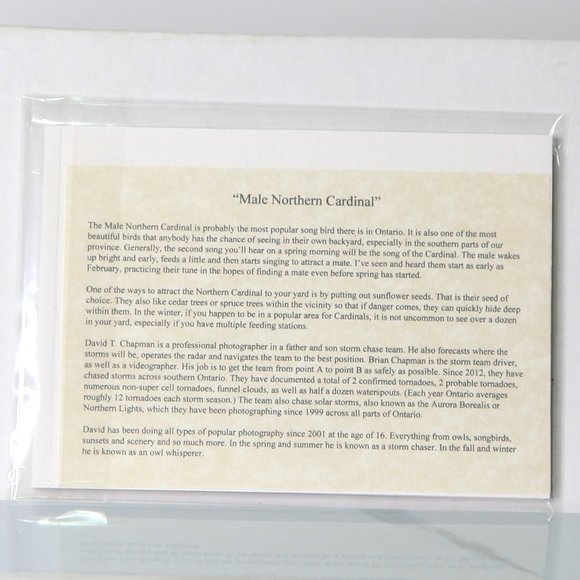 “Male Northern Cardinal”
The Male Northern Cardinal is probably the most popular song bird there is in Ontario. It is also one of the most
beautiful birds that anybody has the chance of seeing in their own backyard, especially in the southern parts of our
province. Generally, the second song you'll hear on a spring morning will be the song of the Cardinal. The male wakes
up bright and early, feeds a little and then starts singing to attract a mate. I've seen and heard them start as early as
February, practicing their tune in the hopes of finding a mate even before spring has started.
One of the ways to attract the Northern Cardinal to your yard is by putting out sunflower seeds. That is their seed of
choice. They also like cedar trees or spruce trees within the vicinity so that if danger comes, they can quickly hide deep
within them. In the winter, if you happen to be in a popular area for Cardinals, it is not uncommon to see over a dozen
in your yard, especially if you have multiple feeding stations.
David T. Chapman is a professional photographer in a father and son storm chase team. He also forecasts where the
storms will be, operates the radar and navigates the team to the best position. Brian Chapman is the storm team driver,
as well as a videographer. His job is to get the team from point A to point B as safely as possible. Since 2012, they have
chased storms across southern Ontario. They have documented a total of 2 confirmed tornadoes, 2 probable tornadoes,
numerous non-super cell tornadoes, funnel clouds, as well as half a dozen waterspouts. (Each year Ontario averages
roughly 12 tornadoes each storm season.) The team also chase solar storms, also known as the Aurora Borealis or
Northern Lights, which they have been photographing since 1999 across all parts of Ontario.
David has been doing all types of popular photography since 2001 at the age of 16. Everything from owls, songbirds,
sunsets and scenery and so much more. In the spring and summer he is known as a storm chaser. In the fall and winter
he is known as an owl whisperer.